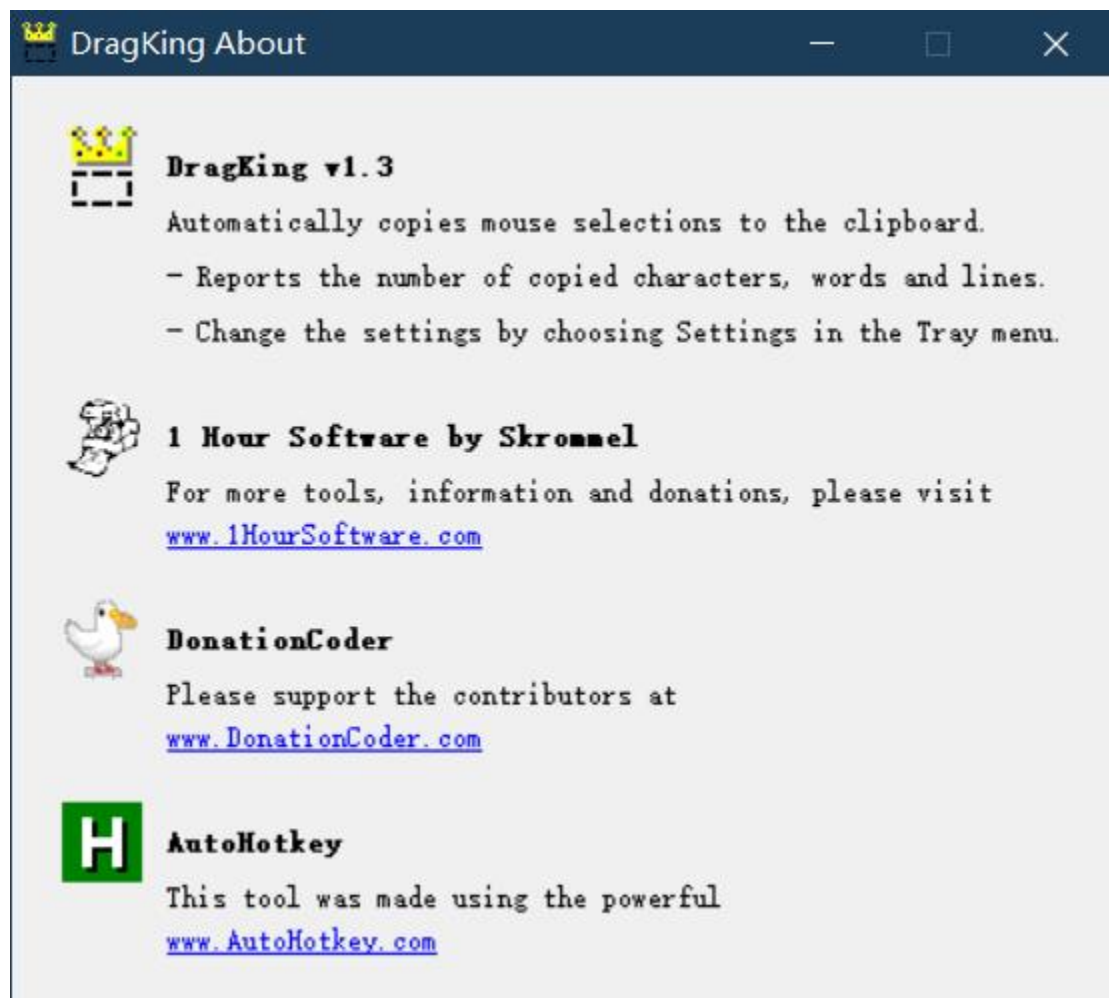 DragKing About
DragKing v1.3
Automatically copies mouse selections to the clipboard.
- Reports the number of copied characters, words and lines.
- Change the settings by choosing Settings in the Tray menu.
1 Hour Software by Skrommel
For more tools, information and donations, please visit
www.1HourSoftware.com
DonationCoder
Please support the contributors at
www.DonationCoder.com
H
AutoHotkey
This tool was made using the powerful
www.AutoHotkey.com